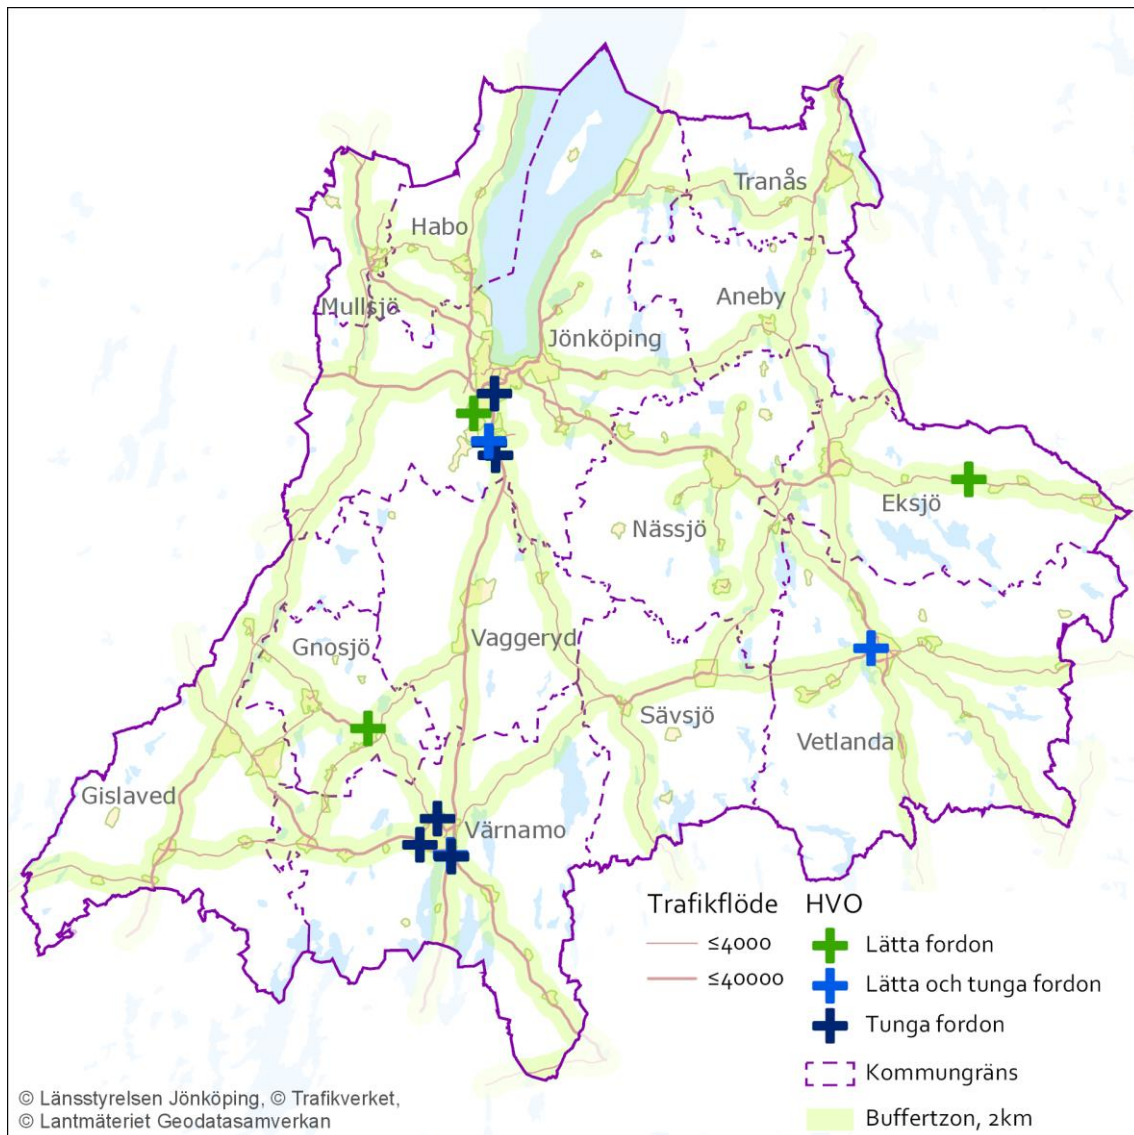 Tranås
Habo
Aneby
Mullsjö
Jönköping
Eksjö
Nässjö
Vaggeryd
Gnosjö
Sävsjö
Vetlanda
Gislaved
Värnamo
Trafikflöde
≤4000
≤40000
HVO
Lätta fordon
Lätta och tunga fordon
Tunga fordon
Kommungräns
Buffertzon, 2km
© Länsstyrelsen Jönköping, © Trafikverket,
© Lantmäteriet Geodatasamverkan